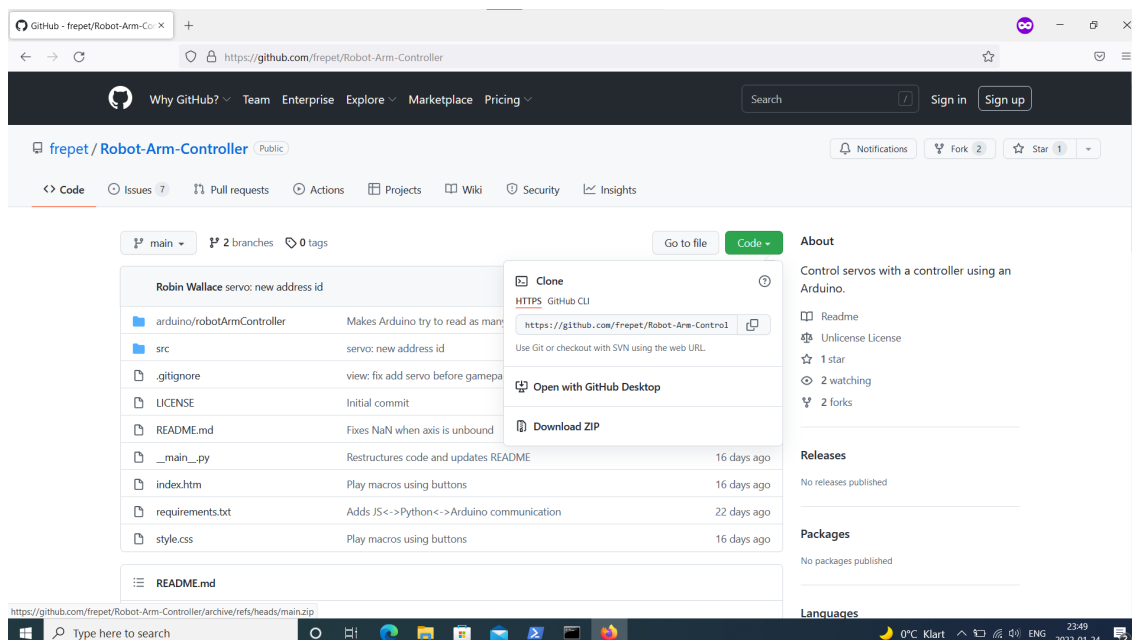 GitHub - frepet/Robot-Arm-Co
https://github.com/frepet/Robot-Arm-Controller
Why GitHub? Team Enterprise Explore Marketplace Pricing Search / Sign in Sign up
frepet / Robot-Arm-Controller Public Notifications Fork 2 Star 1
Code Issues 7 Pull requests Actions Projects Wiki Security Insights
main 2 branches 0 tags Go to file Code
Robin Wallace servo: new address id
arduino/robotArmController Makes Arduino try to read as many
src servo: new address id
.gitignore view: fix add servo before gamepa
LICENSE Initial commit
README.md Fixes NaN when axis is unbound
__main__.py Restructures code and updates README 16 days ago
index.htm Play macros using buttons 16 days ago
requirements.txt Adds JS<->Python<->Arduino communication 22 days ago
style.css Play macros using buttons 16 days ago
README.md
Clone
HTTPS GitHub CLI
https://github.com/frepet/Robot-Arm-Control
Use Git or checkout with SVN using the web URL.
Open with GitHub Desktop
Download ZIP
About
Control servos with a controller using an
Arduino.
Readme
Unlicense License
1 star
2 watching
2 forks
Releases
No releases published
Packages
No packages published
Languages
https://github.com/frepet/Robot-Arm-Controller/archive/refs/heads/main.zip
Type here to search
0°C Klart ENG
23:49
2022-01-24